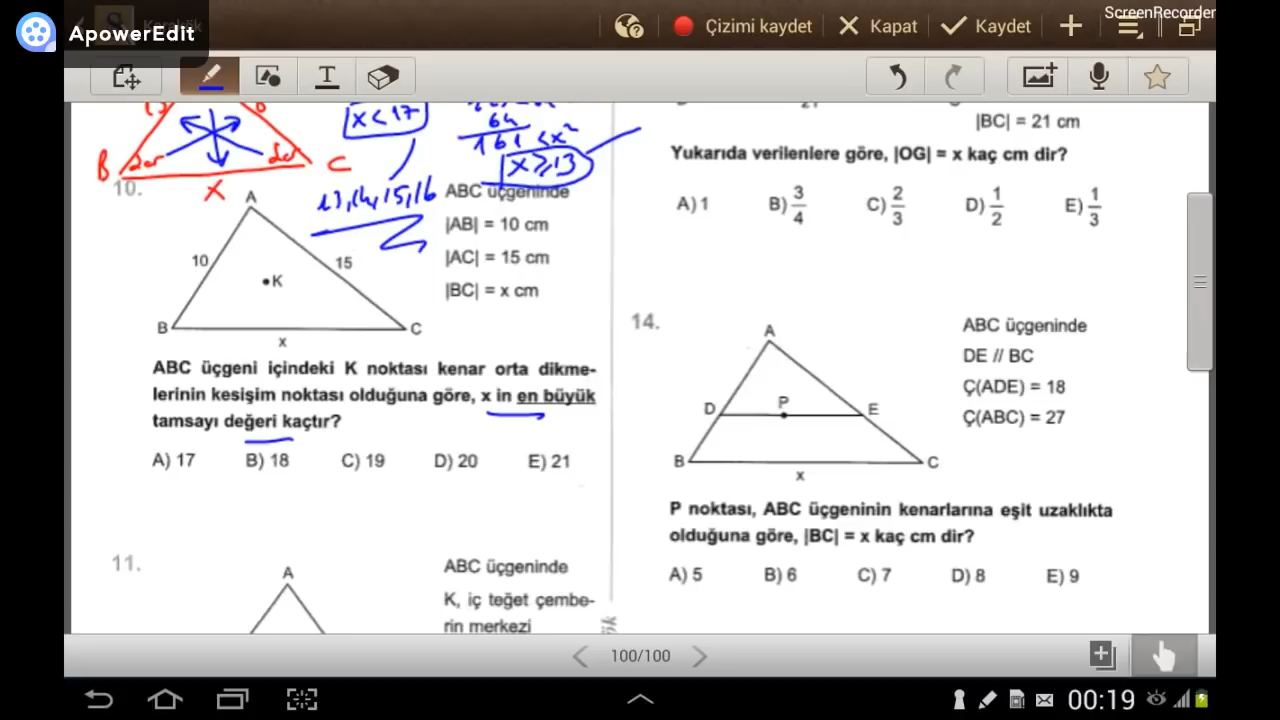 ScreenRecorder
ApowerEdit
Çizimi kaydet
Kapat
Kaydet
T
x < 17
64
161 < x²
x ≥ 13
B
C
x
13, 14, 15, 16
10.
A
10
15
K
B
C
x
ABC üçgeninde
|AB| = 10 cm
|AC| = 15 cm
|BC| = x cm
ABC üçgeni içindeki K noktası kenar orta dikme-
lerinin kesişim noktası olduğuna göre, x in en büyük
tamsayı değeri kaçtır?
A) 17 B) 18 C) 19 D) 20 E) 21
11.
A
ABC üçgeninde
K, iç teğet çembe-
rin merkezi
|BC| = 21 cm
Yukarıda verilenlere göre, |OG| = x kaç cm dir?
A) 1 B) 3/4 C) 2/3 D) 1/2 E) 1/3
14.
A
D P E
B C
x
ABC üçgeninde
DE // BC
Ç(ADE) = 18
Ç(ABC) = 27
P noktası, ABC üçgeninin kenarlarına eşit uzaklıkta
olduğuna göre, |BC| = x kaç cm dir?
A) 5 B) 6 C) 7 D) 8 E) 9
100/100
00:19